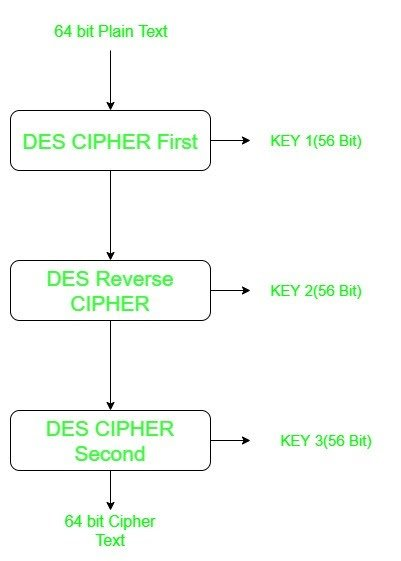 64 bit Plain Text
DES CIPHER First
KEY 1(56 Bit)
DES Reverse
CIPHER
KEY 2(56 Bit)
DES CIPHER
Second
KEY 3(56 Bit)
64 bit Cipher
Text